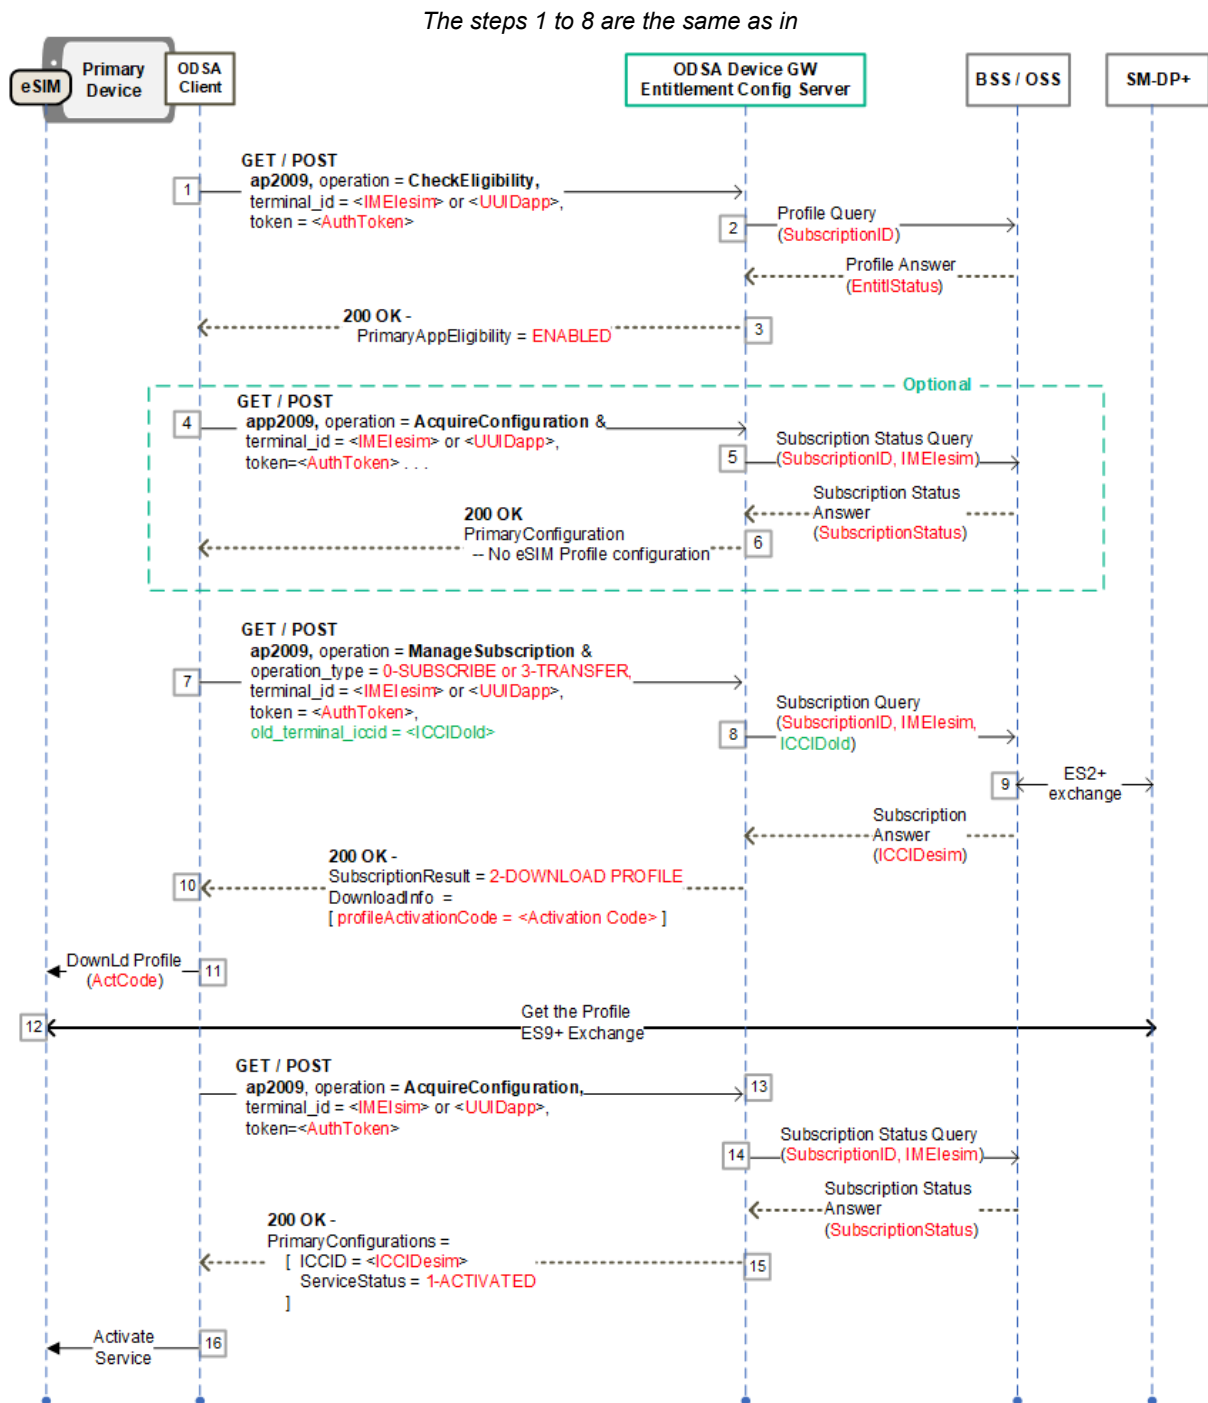 The steps 1 to 8 are the same as in
eSIM
Primary
Device
ODSA
Client
ODSA Device GW
Entitlement Config Server
BSS / OSS
SM-DP+
GET / POST
1
ap2009, operation = CheckEligibility,
terminal_id = <IMEIesim> or <UUIDapp>,
token = <AuthToken>
2
Profile Query
(SubscriptionID)
Profile Answer
(EntitlStatus)
200 OK -
PrimaryAppEligibility = ENABLED
3
Optional
GET / POST
4
app2009, operation = AcquireConfiguration &
terminal_id = <IMEIesim> or <UUIDapp>,
token=<AuthToken> . . .
5
Subscription Status Query
(SubscriptionID, IMEIesim)
Subscription Status
Answer
(SubscriptionStatus)
200 OK
PrimaryConfiguration
-- No eSIM Profile configuration
6
GET / POST
7
ap2009, operation = ManageSubscription &
operation_type = 0-SUBSCRIBE or 3-TRANSFER,
terminal_id = <IMEIesim> or <UUIDapp>,
token = <AuthToken>,
old_terminal_iccid = <ICCIDold>
8
Subscription Query
(SubscriptionID, IMEIesim,
ICCIDold)
9
ES2+
exchange
Subscription
Answer
(ICCIDesim)
10
200 OK -
SubscriptionResult = 2-DOWNLOAD PROFILE
DownloadInfo =
[ profileActivationCode = <Activation Code> ]
DownLd Profile
(ActCode)
11
12
Get the Profile
ES9+ Exchange
GET / POST
ap2009, operation = AcquireConfiguration,
terminal_id = <IMEIsim> or <UUIDapp>,
token=<AuthToken>
13
14
Subscription Status Query
(SubscriptionID, IMEIesim)
Subscription Status
Answer
(SubscriptionStatus)
200 OK -
PrimaryConfigurations =
[ ICCID = <ICCIDesim>
ServiceStatus = 1-ACTIVATED
]
15
Activate
Service
16